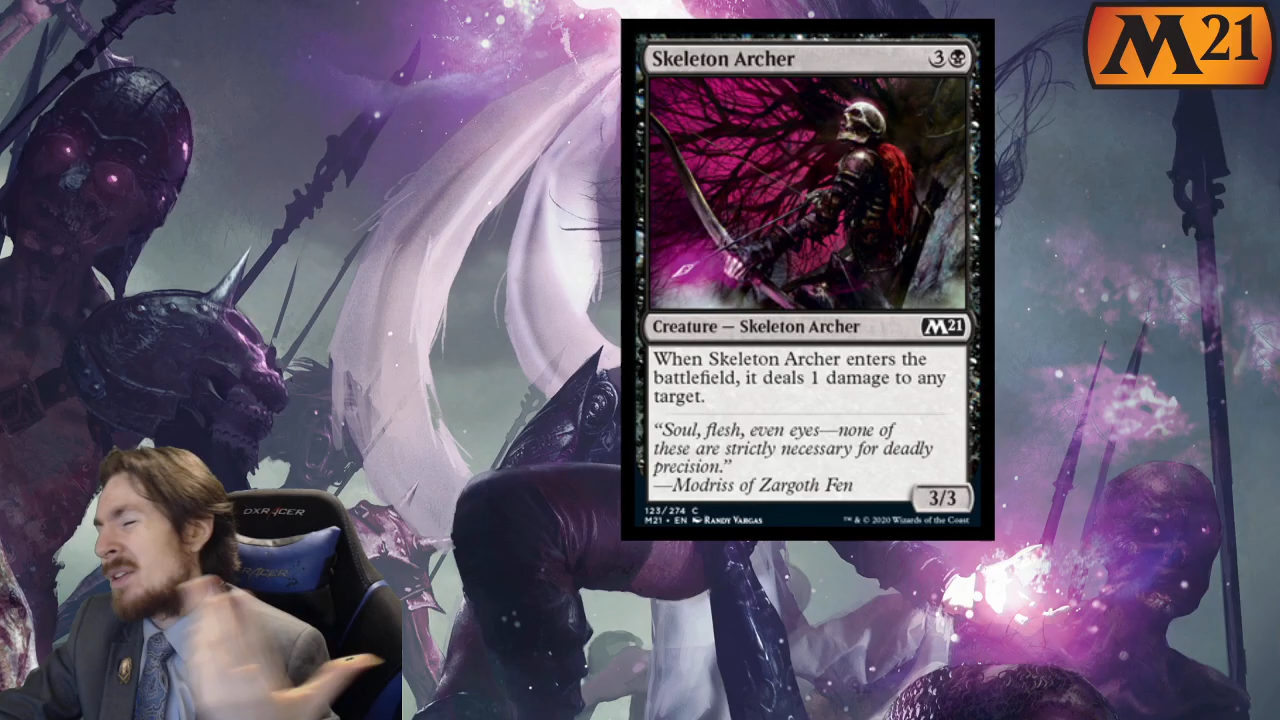 M21
Skeleton Archer 3
Creature — Skeleton Archer M21
When Skeleton Archer enters the
battlefield, it deals 1 damage to any
target.
“Soul, flesh, even eyes—none of
these are strictly necessary for deadly
precision.”
—Modriss of Zargoth Fen
3/3
123/274 C
M21 • EN RANDY VARGAS
™ & © 2020 Wizards of the Coast
DXRACER
RACER